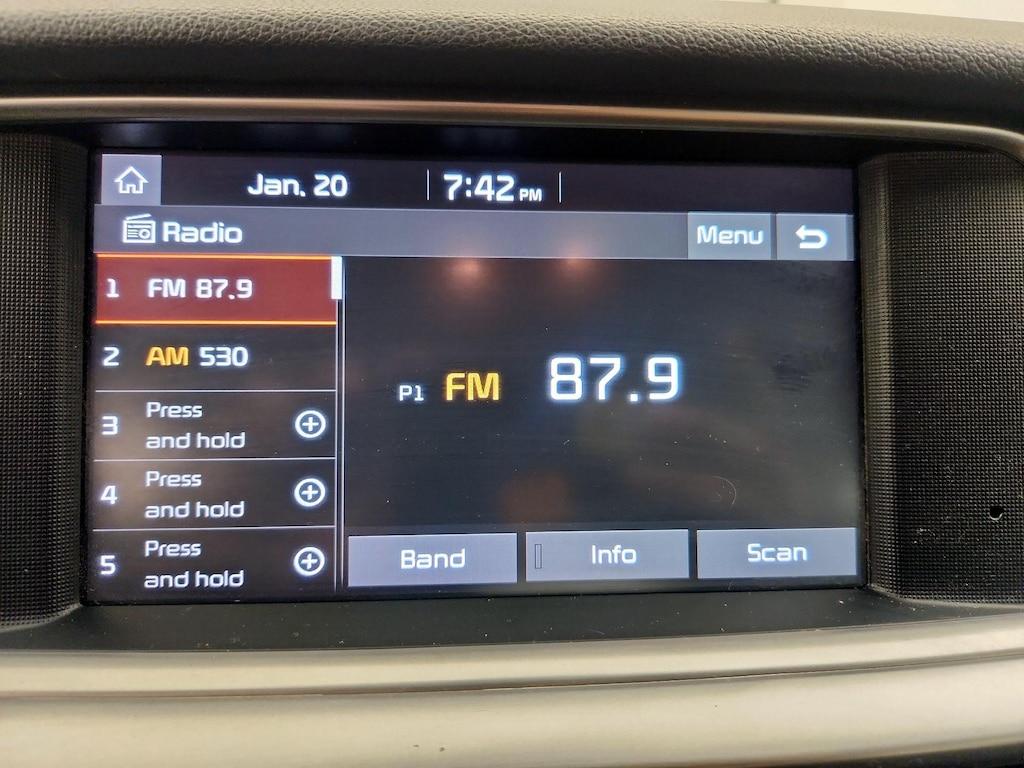 Jan. 20
7:42 PM
Radio
Menu
1 FM 87.9
2 AM 530
3 Press
and hold
4 Press
and hold
5 Press
and hold
P1 FM 87.9
Band
Info
Scan